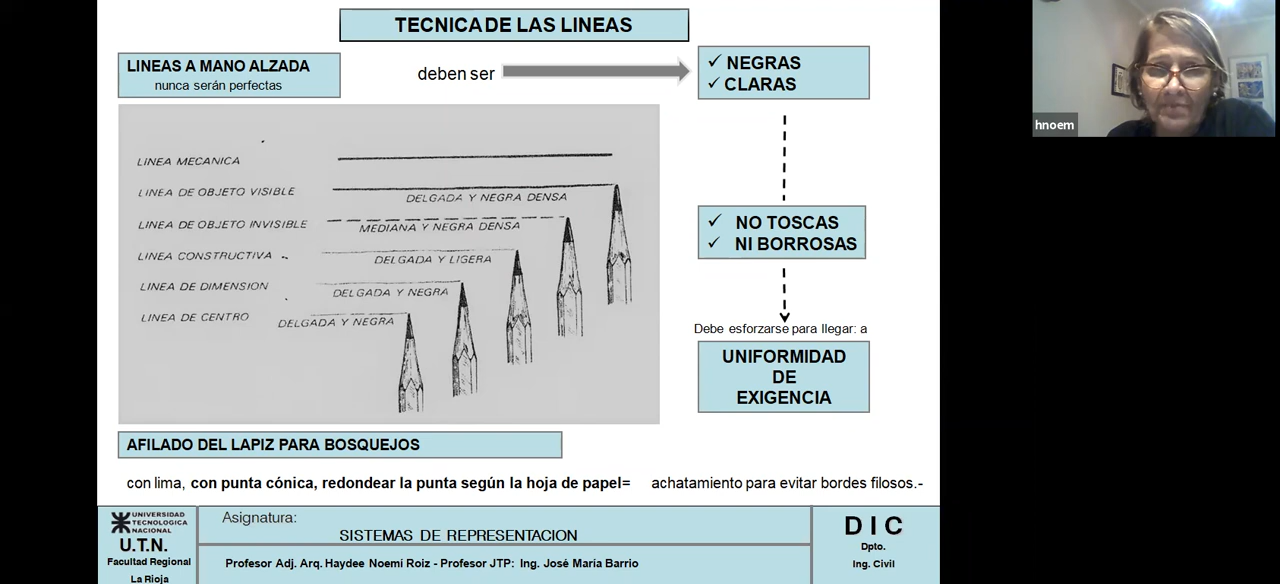 TECNICA DE LAS LINEAS
LINEAS A MANO ALZADA
nunca serán perfectas
deben ser
✓ NEGRAS
✓ CLARAS
LINEA MECANICA
LINEA DE OBJETO VISIBLE
DELGADA Y NEGRA DENSA
LINEA DE OBJETO INVISIBLE
MEDIANA Y NEGRA DENSA
LINEA CONSTRUCTIVA
DELGADA Y LIGERA
LINEA DE DIMENSION
DELGADA Y NEGRA
LINEA DE CENTRO
DELGADA Y NEGRA
✓ NO TOSCAS
✓ NI BORROSAS
Debe esforzarse para llegar: a
UNIFORMIDAD
DE
EXIGENCIA
AFILADO DEL LAPIZ PARA BOSQUEJOS
con lima, con punta cónica, redondear la punta según la hoja de papel= achatamiento para evitar bordes filosos.-
UNIVERSIDAD
TECNOLOGICA
NACIONAL
U.T.N.
Facultad Regional
La Rioja
Asignatura:
SISTEMAS DE REPRESENTACION
Profesor Adj. Arq. Haydee Noemí Roiz - Profesor JTP: Ing. José María Barrio
D I C
Dpto.
Ing. Civil
hnoem